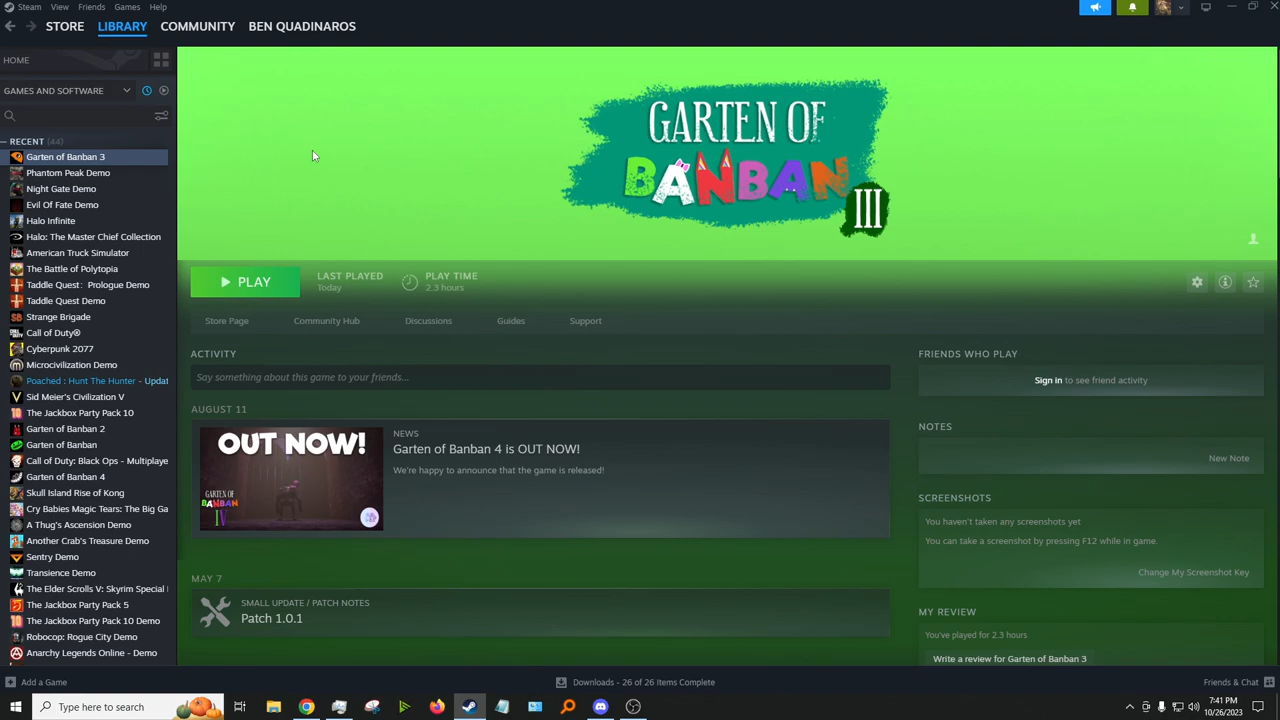 Steam View Friends Games Help
STORE LIBRARY COMMUNITY BEN QUADINAROS
HOME
GAMES AND SOFTWARE
RECENT (44)
Garten of Banban 3
Phantom Peak Demo
Night Gate Demo
Evil Of Fate Demo
Halo Infinite
Halo: The Master Chief Collection
American Truck Simulator
The Battle of Polytopia
Taddle Quest: Prologue Demo
Taddle Quest Demo
Strange Brigade
Call of Duty®
Cyberpunk 2077
Microcivilization Demo
Poached : Hunt The Hunter - Updat
Sid Meier's Civilization V
The Jackbox Party Pack 10
Garten of Banban 2
Garten of Banban
Call of Duty: Black Ops - Multiplaye
Garten of Banban 4
Skull Island Rise of Kong
Cry Babies Magic Tears: The Big Ga
A Thug's Ascension Demo
Another Crab's Treasure Demo
Sentry Demo
Transience Demo
The Elder Scrolls V: Skyrim Special
The Jackbox Party Pack 5
The Jackbox Party Pack 10 Demo
Robocop: Rogue City Demo
Anarchy Legends Online - Demo
GARTEN OF
BANBAN
III
PLAY
LAST PLAYED
Today
PLAY TIME
2.3 hours
Store Page Community Hub Discussions Guides Support
ACTIVITY
Say something about this game to your friends...
AUGUST 11
OUT NOW!
GARTEN OF
BANBAN
IV
NEWS
Garten of Banban 4 is OUT NOW!
We're happy to announce that the game is released!
MAY 7
SMALL UPDATE / PATCH NOTES
Patch 1.0.1
FRIENDS WHO PLAY
Sign in to see friend activity
NOTES
New Note
SCREENSHOTS
You haven't taken any screenshots yet
You can take a screenshot by pressing F12 while in game.
Change My Screenshot Key
MY REVIEW
You've played for 2.3 hours
Write a review for Garten of Banban 3
Add a Game
Downloads - 26 of 26 Items Complete
Friends & Chat
Type here to search
7:41 PM
10/26/2023